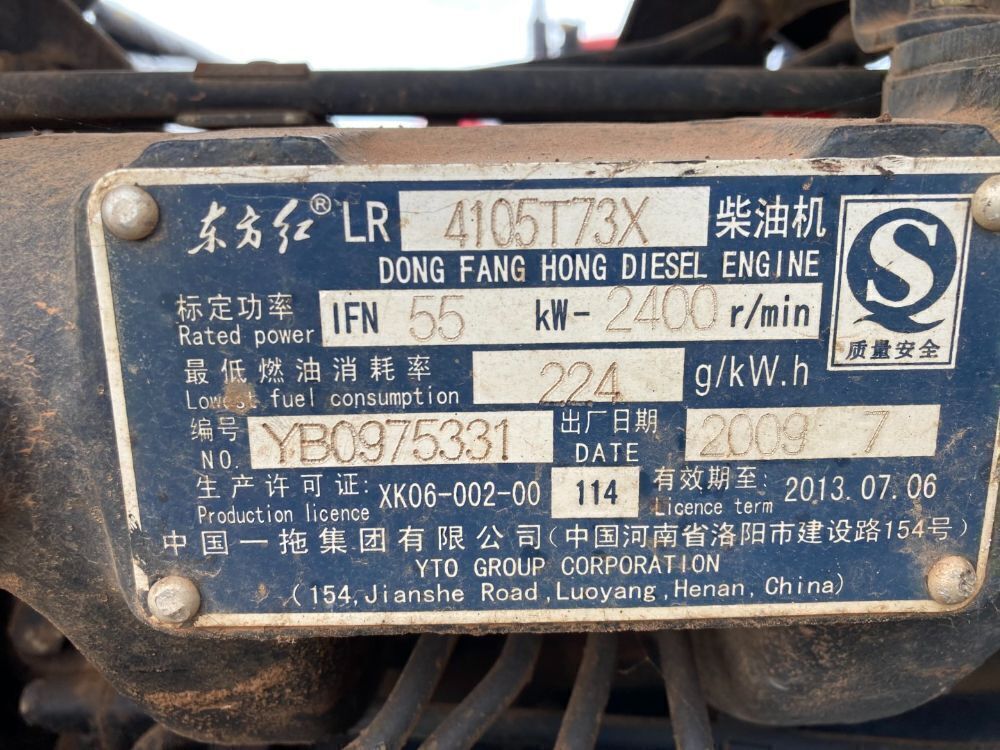 东方红® LR 4105T73X 柴油机
DONG FANG HONG DIESEL ENGINE
标定功率
Rated power IFN 55 kW- 2400 r/min
质量安全
最低燃油消耗率
Lowest fuel consumption 224 g/kW.h
编号
NO. YB0975331
出厂日期
DATE 2009 7
生产许可证:
Production licence XK06-002-00 114
有效期至:
Licence term 2013.07.06
中国一拖集团有限公司(中国河南省洛阳市建设路154号)
YTO GROUP CORPORATION
(154,Jianshe Road,Luoyang,Henan,China)